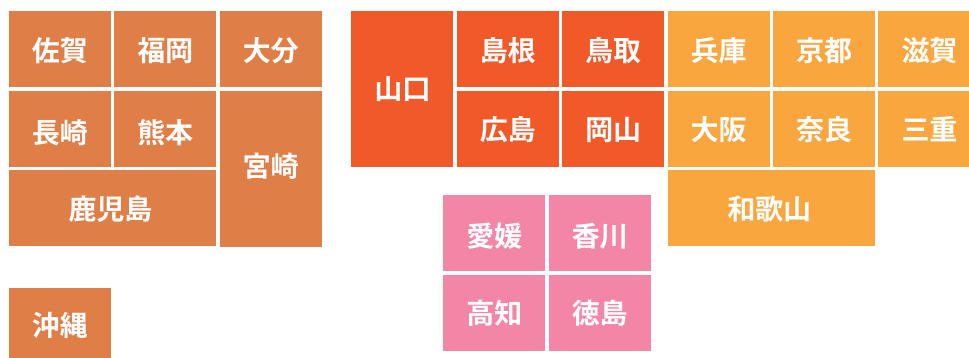 佐賀
福岡
大分
長崎
熊本
宮崎
鹿児島
沖縄
山口
島根
鳥取
広島
岡山
愛媛
香川
高知
徳島
兵庫
京都
滋賀
大阪
奈良
三重
和歌山